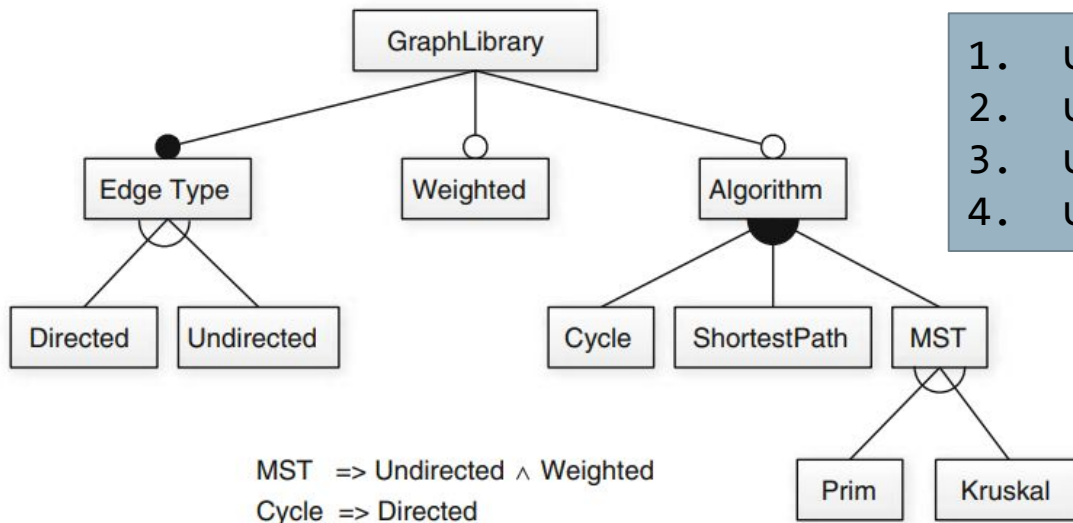 GraphLibrary
1.
2.
3.
4.
Edge Type
Weighted
Algorithm
Directed
Undirected
Cycle
ShortestPath
MST
MST => Undirected ∧ Weighted
Cycle => Directed
Prim
Kruskal